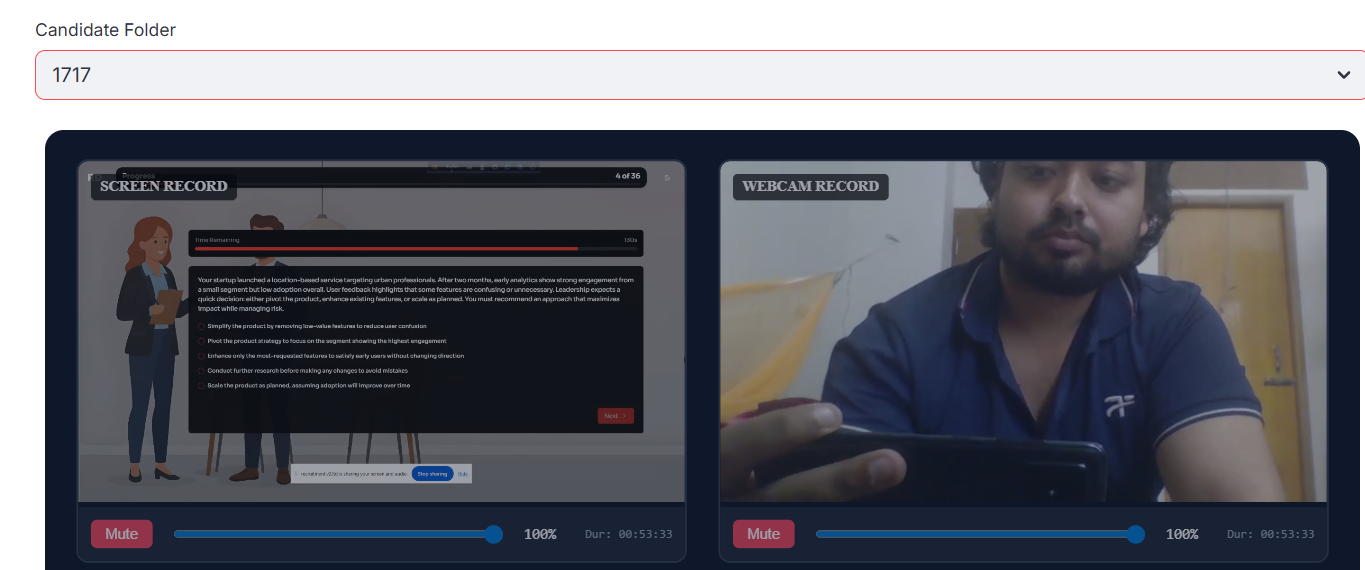 Candidate Folder
1717
SCREEN RECORD
Progress
4 of 36
WEBCAM RECORD
Time Remaining
130s
Your startup launched a location-based service targeting urban professionals. After two months, early analytics show strong engagement from
a small segment but low adoption overall. User feedback highlights that some features are confusing or unnecessary. Leadership expects a
quick decision: either pivot the product, enhance existing features, or scale as planned. You must recommend an approach that maximizes
impact while managing risk.
Simplify the product by removing low-value features to reduce user confusion
Pivot the product strategy to focus on the segment showing the highest engagement
Enhance only the most-requested features to satisfy early users without changing direction
Conduct further research before making any changes to avoid mistakes
Scale the product as planned, assuming adoption will improve over time
Next >
is sharing your screen and audio.
Stop sharing
Hide
Mute
100%
Dur: 00:53:33
Mute
100%
Dur: 00:53:33